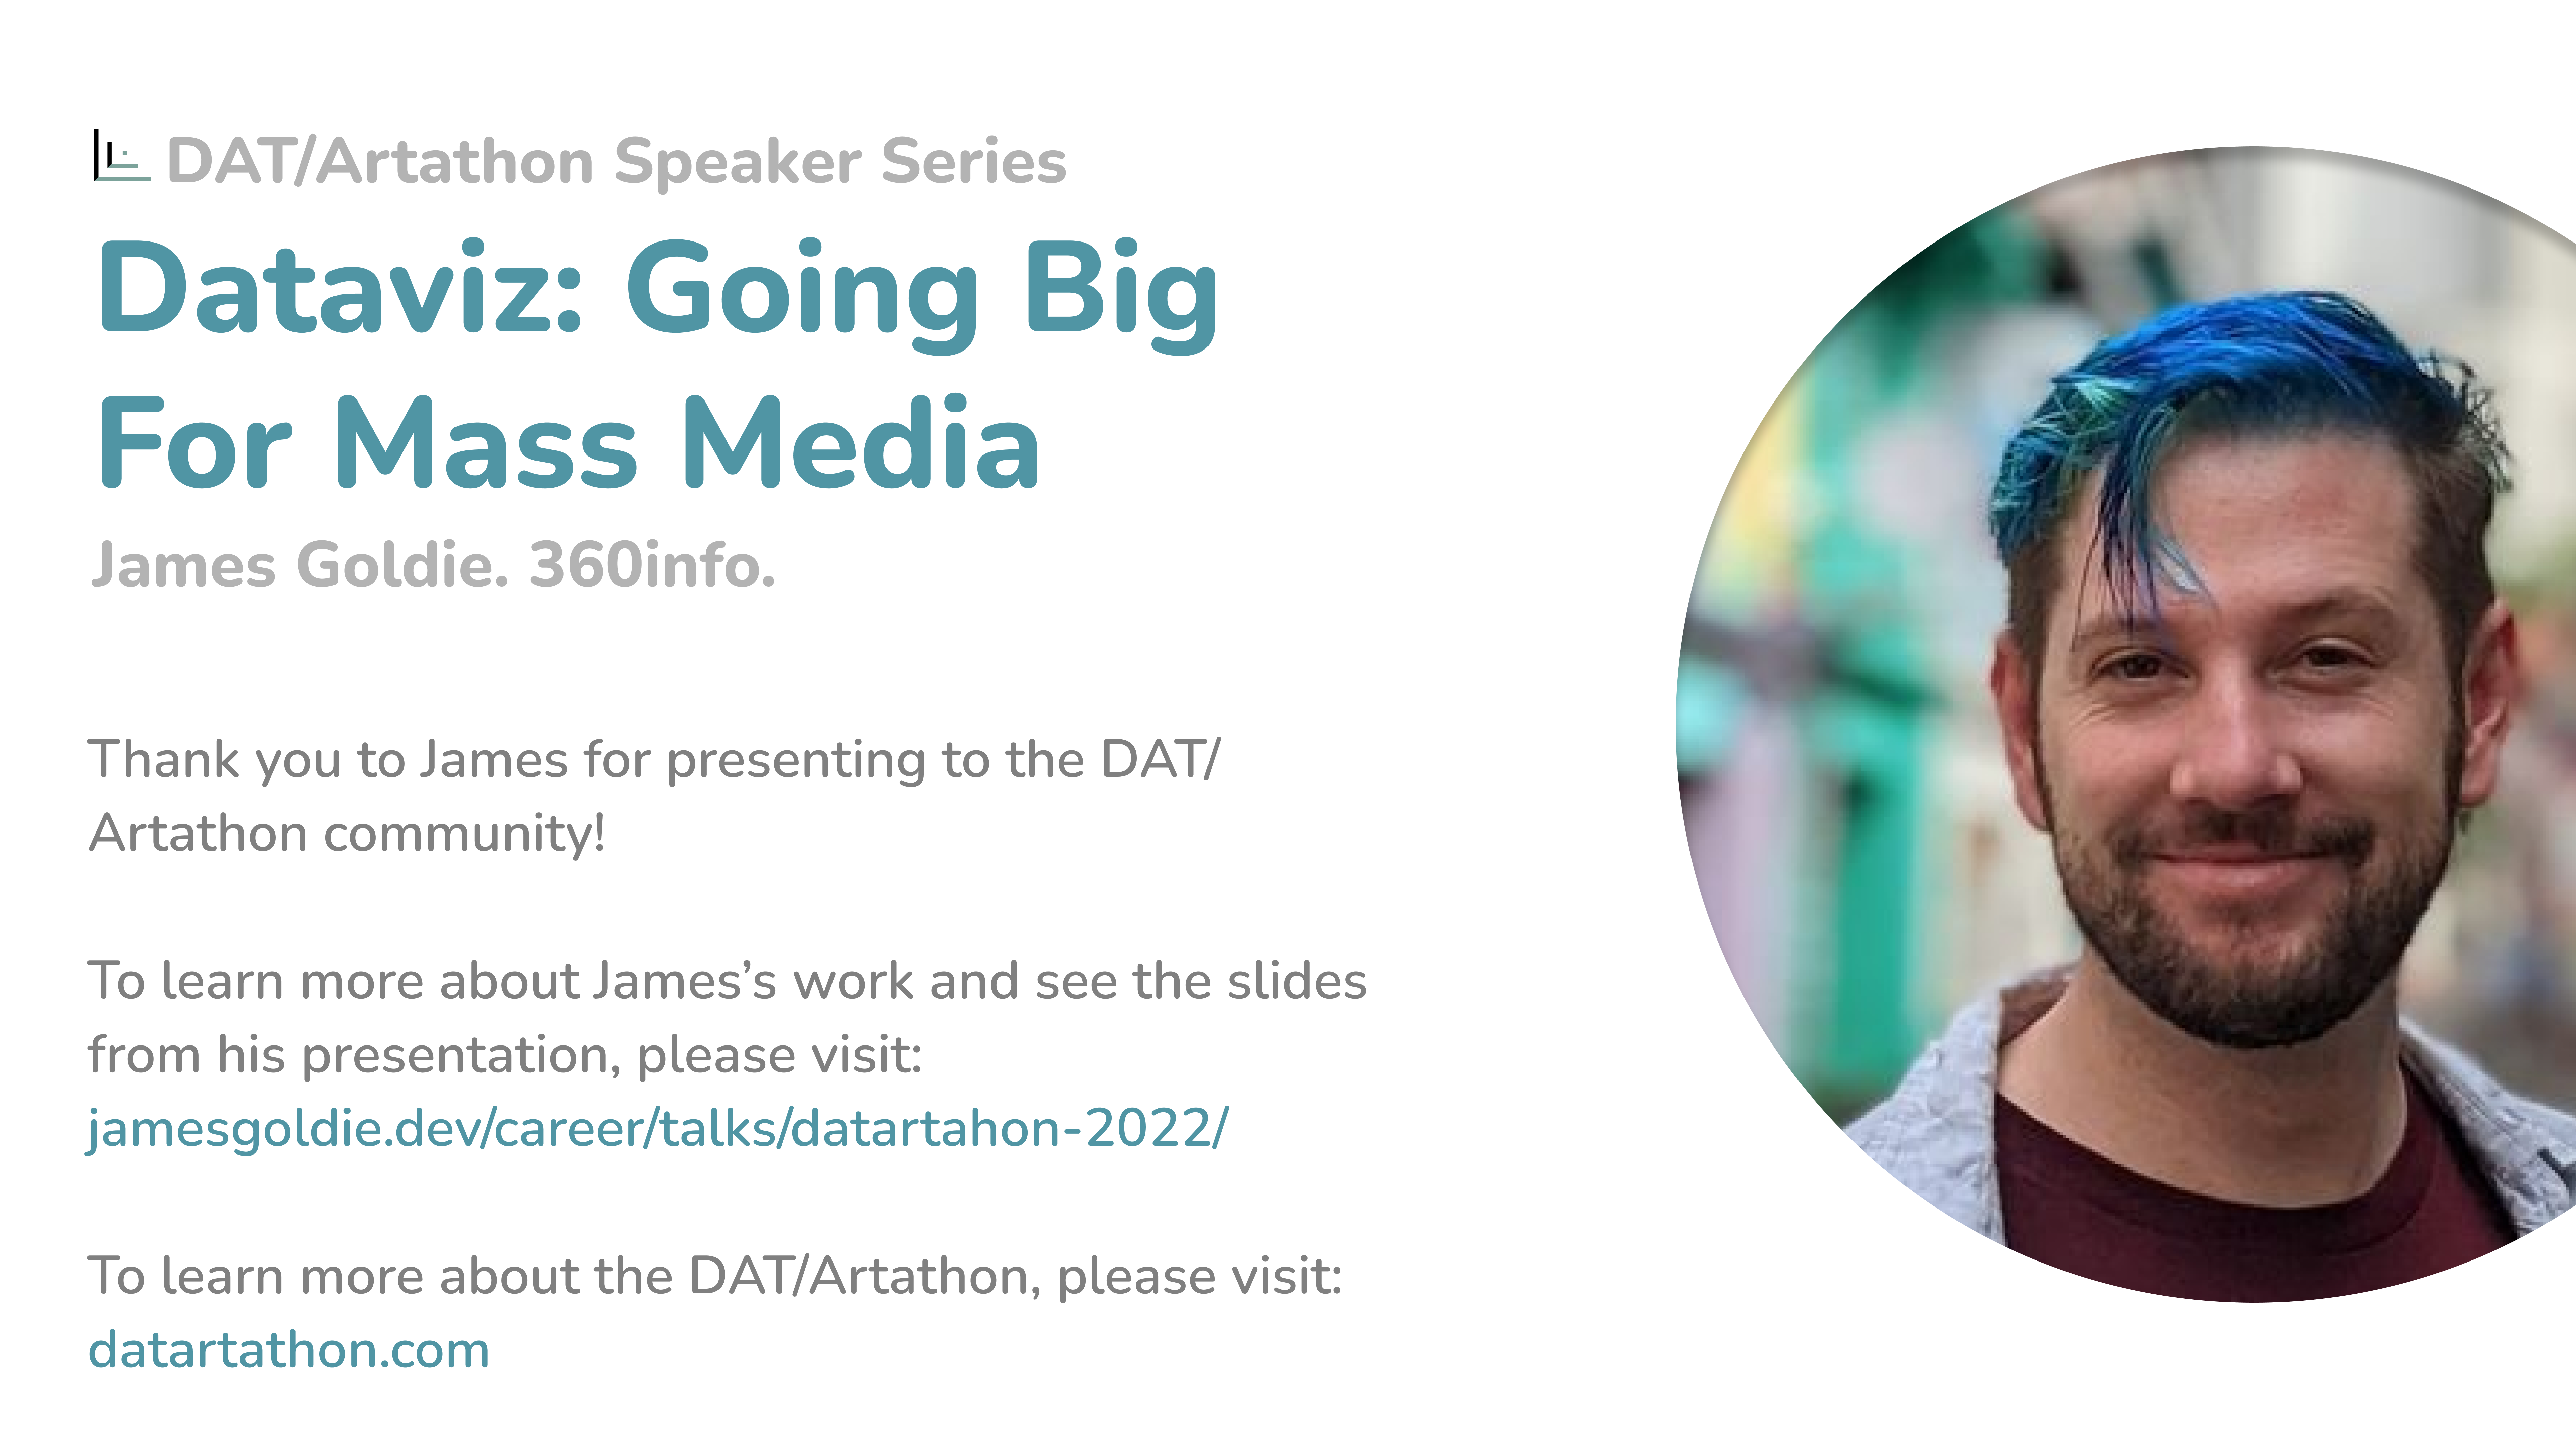 DAT/Artathon Speaker Series
Dataviz: Going Big
For Mass Media
James Goldie. 360info.
Thank you to James for presenting to the DAT/
Artathon community!
To learn more about James’s work and see the slides
from his presentation, please visit:
jamesgoldie.dev/career/talks/datartahon-2022/
To learn more about the DAT/Artathon, please visit:
datartathon.com